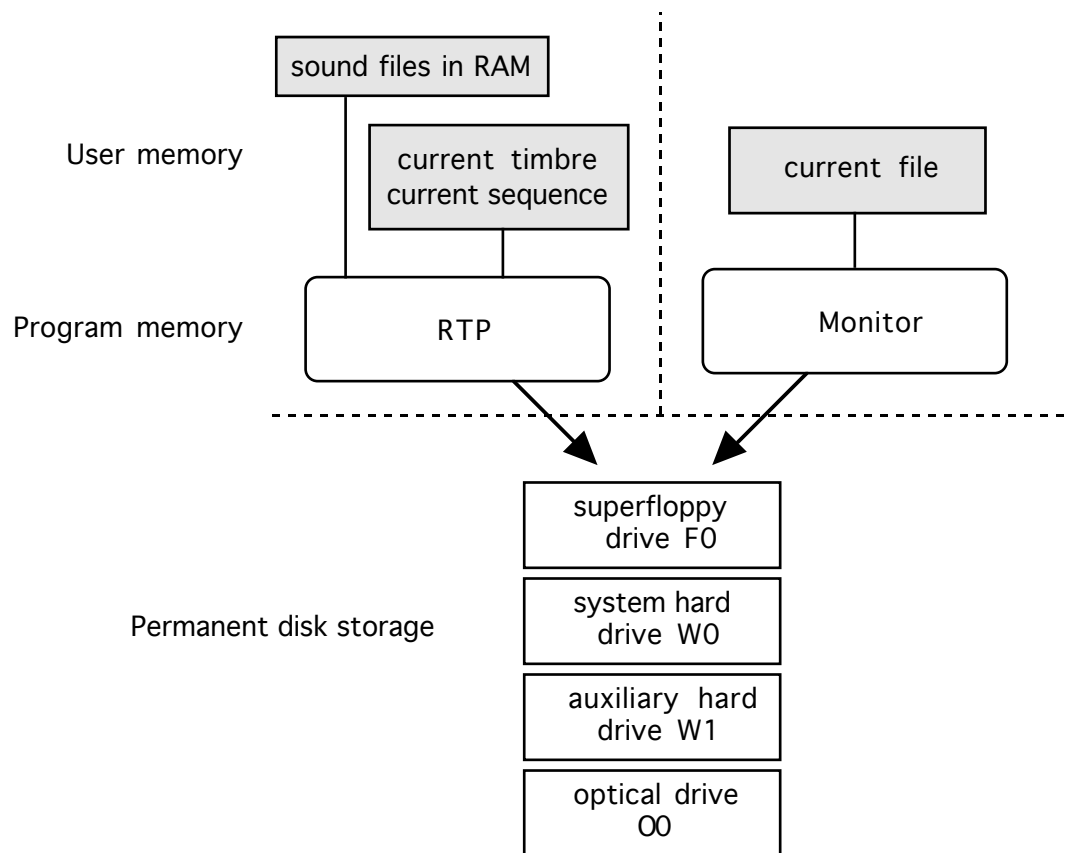 sound files in RAM
User memory
current timbre
current sequence
current file
Program memory
RTP
Monitor
superfloppy
drive F0
Permanent disk storage
system hard
drive W0
auxiliary hard
drive W1
optical drive
O0